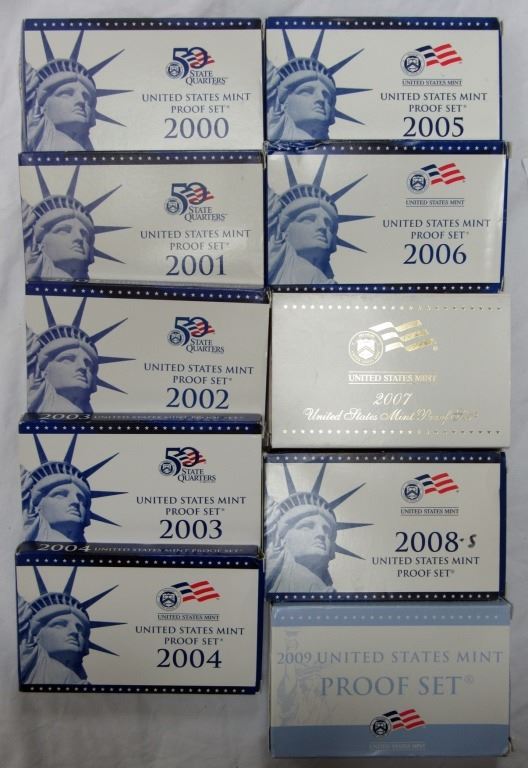 50
STATE
QUARTERS
UNITED STATES MINT
PROOF SET®
2000
50
STATE
QUARTERS
UNITED STATES MINT
PROOF SET®
2001
50
STATE
QUARTERS
UNITED STATES MINT
PROOF SET®
2002
2003 UNITED STATES MINT PROOF SET
50
STATE
QUARTERS
UNITED STATES MINT
PROOF SET®
2003
2004 UNITED STATES MINT PROOF SET
UNITED STATES MINT
UNITED STATES MINT
PROOF SET®
2004
UNITED STATES MINT
UNITED STATES MINT
PROOF SET®
2005
UNITED STATES MINT
UNITED STATES MINT
PROOF SET®
2006
UNITED STATES MINT
2007
United States Mint Proof Set
UNITED STATES MINT
2008-S
UNITED STATES MINT
PROOF SET®
2009 UNITED STATES MINT
PROOF SET®
UNITED STATES MINT